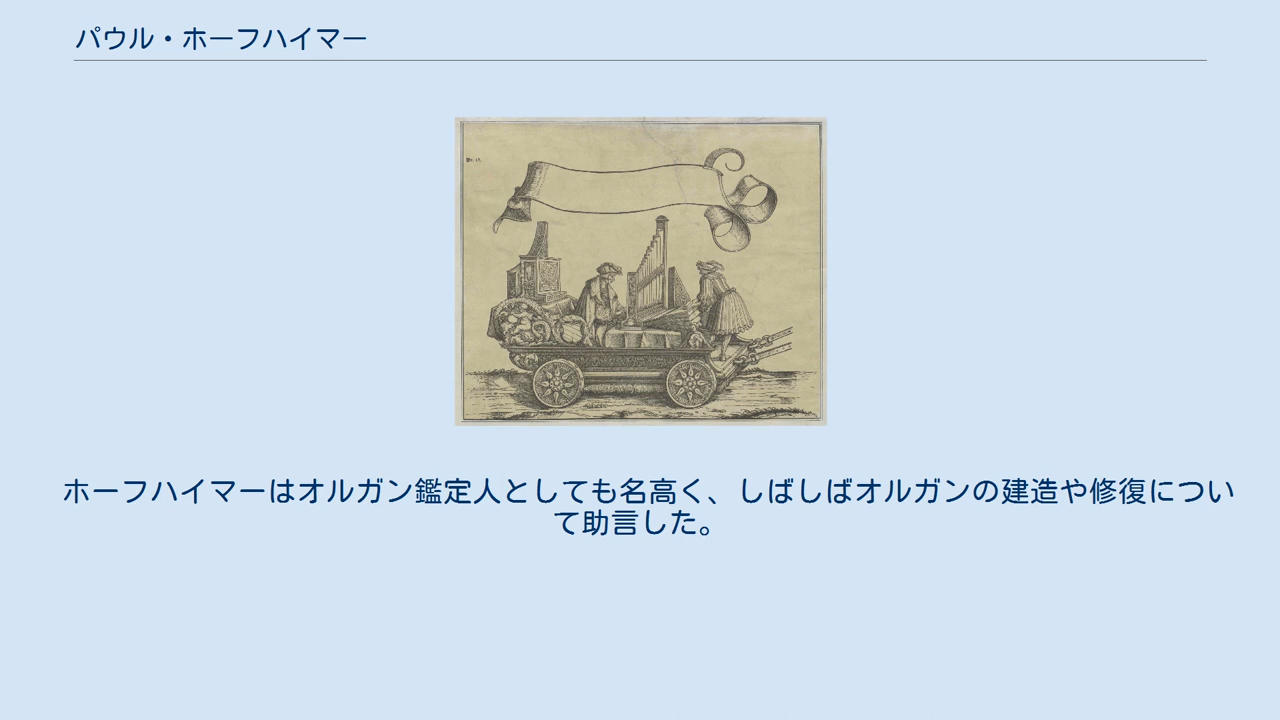 パウル・ホーフハイマー
ホーフハイマーはオルガン鑑定人としても名高く、しばしばオルガンの建造や修復につい
て助言した。